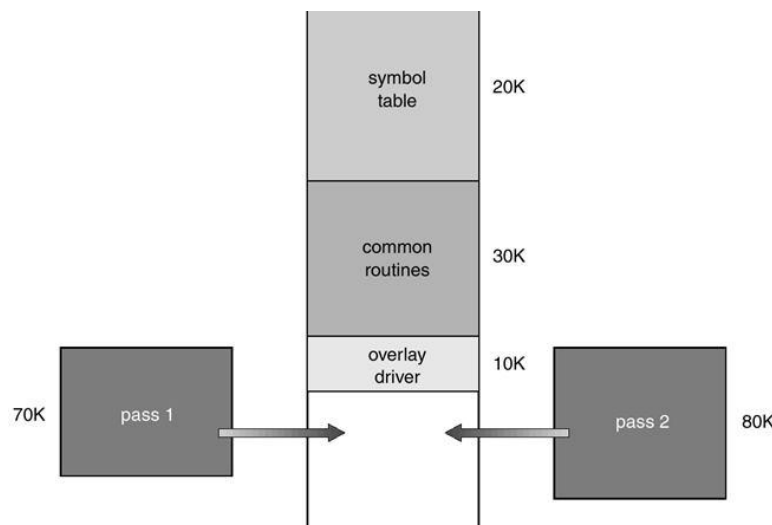 symbol
table
20K
common
routines
30K
overlay
driver
10K
70K
pass 1
pass 2
80K